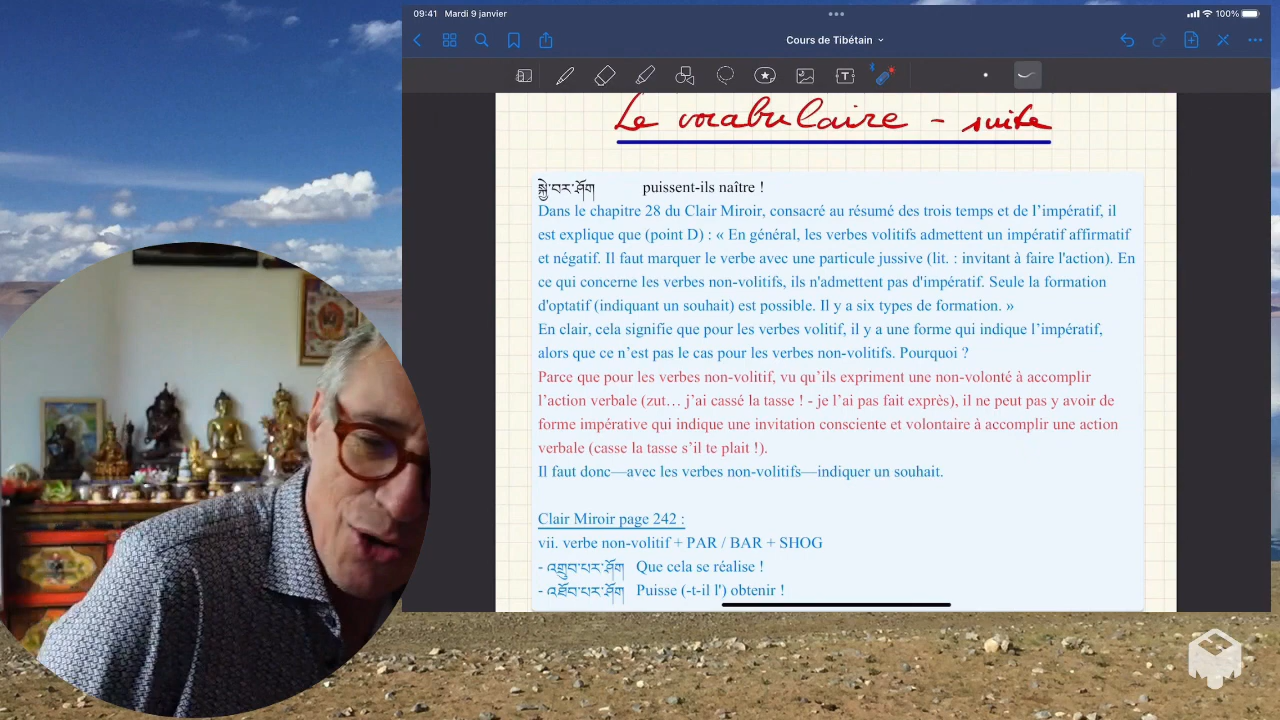 09:41 Mardi 9 janvier
100%
Cours de Tibétain
Le vocabulaire - suite
སྐྱེ་བར་ཤོག puissent-ils naître !
Dans le chapitre 28 du Clair Miroir, consacré au résumé des trois temps et de l’impératif, il
est explique que (point D) : « En général, les verbes volitifs admettent un impératif affirmatif
et négatif. Il faut marquer le verbe avec une particule jussive (lit. : invitant à faire l'action). En
ce qui concerne les verbes non-volitifs, ils n'admettent pas d'impératif. Seule la formation
d'optatif (indiquant un souhait) est possible. Il y a six types de formation. »
En clair, cela signifie que pour les verbes volitif, il y a une forme qui indique l’impératif,
alors que ce n’est pas le cas pour les verbes non-volitifs. Pourquoi ?
Parce que pour les verbes non-volitif, vu qu’ils expriment une non-volonté à accomplir
l’action verbale (zut… j’ai cassé la tasse ! - je l’ai pas fait exprès), il ne peut pas y avoir de
forme impérative qui indique une invitation consciente et volontaire à accomplir une action
verbale (casse la tasse s’il te plait !).
Il faut donc—avec les verbes non-volitifs—indiquer un souhait.
Clair Miroir page 242 :
vii. verbe non-volitif + PAR / BAR + SHOG
- འགྲུབ་པར་ཤོག Que cela se réalise !
- འཐོབ་པར་ཤོག Puisse (-t-il l') obtenir !